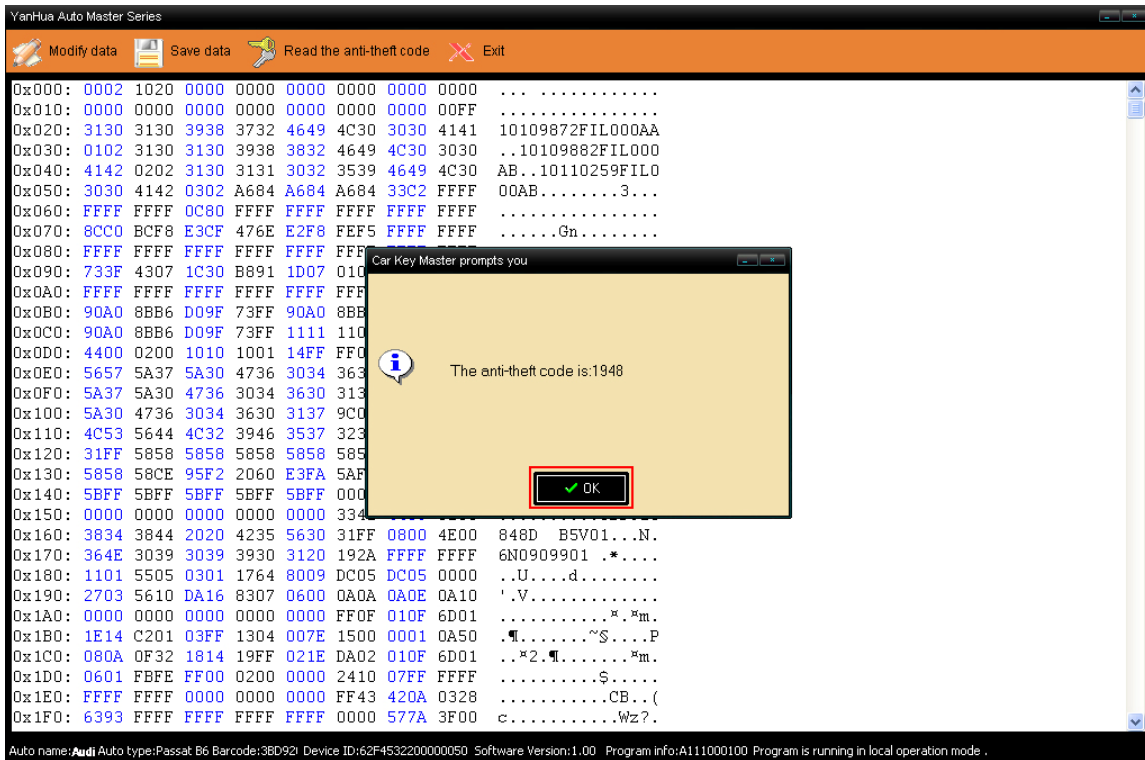 YanHua Auto Master Series
Modify data Save data Read the anti-theft code Exit
0x000: 0002 1020 0000 0000 0000 0000 0000 0000 ... ............
0x010: 0000 0000 0000 0000 0000 0000 0000 00FF ................
0x020: 3130 3130 3938 3732 4649 4C30 3030 4141 10109872FIL000AA
0x030: 0102 3130 3130 3938 3832 4649 4C30 3030 ..10109882FIL000
0x040: 4142 0202 3130 3131 3032 3539 4649 4C30 AB..10110259FIL0
0x050: 3030 4142 0302 A684 A684 A684 33C2 FFFF 00AB........3...
0x060: FFFF FFFF 0C80 FFFF FFFF FFFF FFFF FFFF ................
0x070: 8CC0 BCF8 E3CF 476E E2F8 FEF5 FFFF FFFF ......Gn........
0x080: FFFF FFFF FFFF FFFF FFFF
0x090: 733F 4307 1C30 B891 1D07 010
0x0A0: FFFF FFFF FFFF FFFF FFFF FFF
0x0B0: 90A0 8BB6 D09F 73FF 90A0 8BB
0x0C0: 90A0 8BB6 D09F 73FF 1111 110
0x0D0: 4400 0200 1010 1001 14FF FF0
0x0E0: 5657 5A37 5A30 4736 3034 363
0x0F0: 5A37 5A30 4736 3034 3630 313
0x100: 5A30 4736 3034 3630 3137 9C0
0x110: 4C53 5644 4C32 3946 3537 323
0x120: 31FF 5858 5858 5858 5858 585
0x130: 5858 58CE 95F2 2060 E3FA 5AF
0x140: 5BFF 5BFF 5BFF 5BFF 5BFF 000
0x150: 0000 0000 0000 0000 0000
Car Key Master prompts you
The anti-theft code is:1948
OK
0x160: 3834 3844 2020 4235 5630 31FF 0800 4E00 848D  B5V01...N.
0x170: 364E 3039 3039 3930 3120 192A FFFF FFFF 6N0909901 .*....
0x180: 1101 5505 0301 1764 8009 DC05 DC05 0000 ..U....d........
0x190: 2703 5610 DA16 8307 0600 0A0A 0A0E 0A10 '.V.............
0x1A0: 0000 0000 0000 0000 0000 FF0F 010F 6D01 ...........¤.¤m.
0x1B0: 1E14 C201 03FF 1304 007E 1500 0001 0A50 .¶.......~§....P
0x1C0: 080A 0F32 1814 19FF 021E DA02 010F 6D01 ..¤2.¶.......¤m.
0x1D0: 0601 FBFE FF00 0200 0000 2410 07FF FFFF ..........$.....
0x1E0: FFFF FFFF 0000 0000 0000 FF43 420A 0328 ...........CB..(
0x1F0: 6393 FFFF FFFF FFFF FFFF 0000 577A 3F00 c...........Wz?.
Auto name:Audi Auto type:Passat B6 Barcode:3BD92 Device ID:62F4532200000050 Software Version:1.00 Program info:A111000100 Program is running in local operation mode .